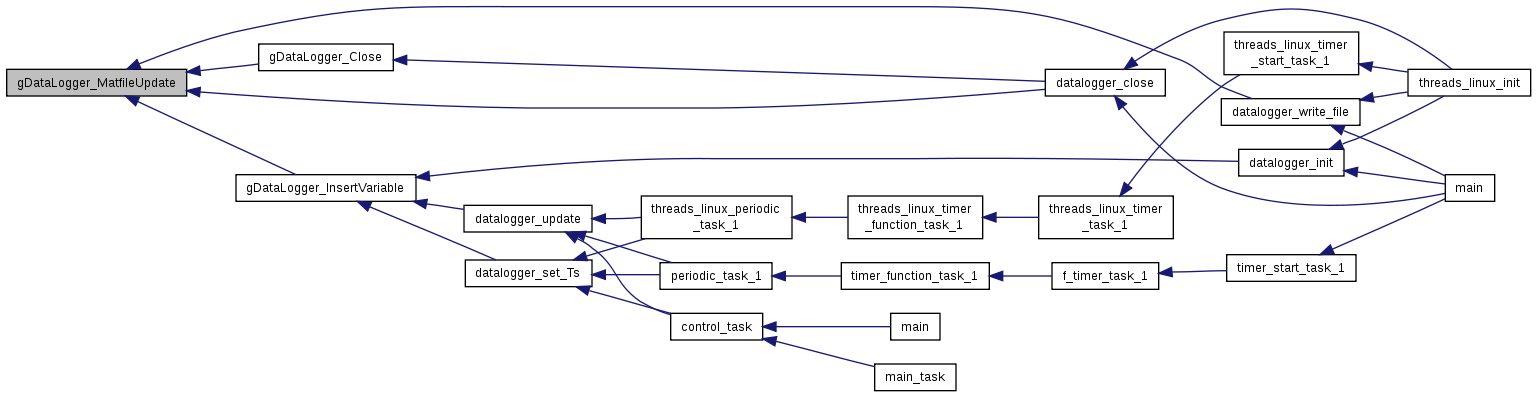 gDataLogger_MatfileUpdate
gDataLogger_Close
gDataLogger_InsertVariable
datalogger_update
datalogger_set_Ts
threads_linux_periodic
_task_1
periodic_task_1
control_task
threads_linux_timer
_function_task_1
timer_function_task_1
main
main_task
datalogger_close
threads_linux_timer
_task_1
f_timer_task_1
threads_linux_timer
_start_task_1
datalogger_write_file
datalogger_init
timer_start_task_1
threads_linux_init
main